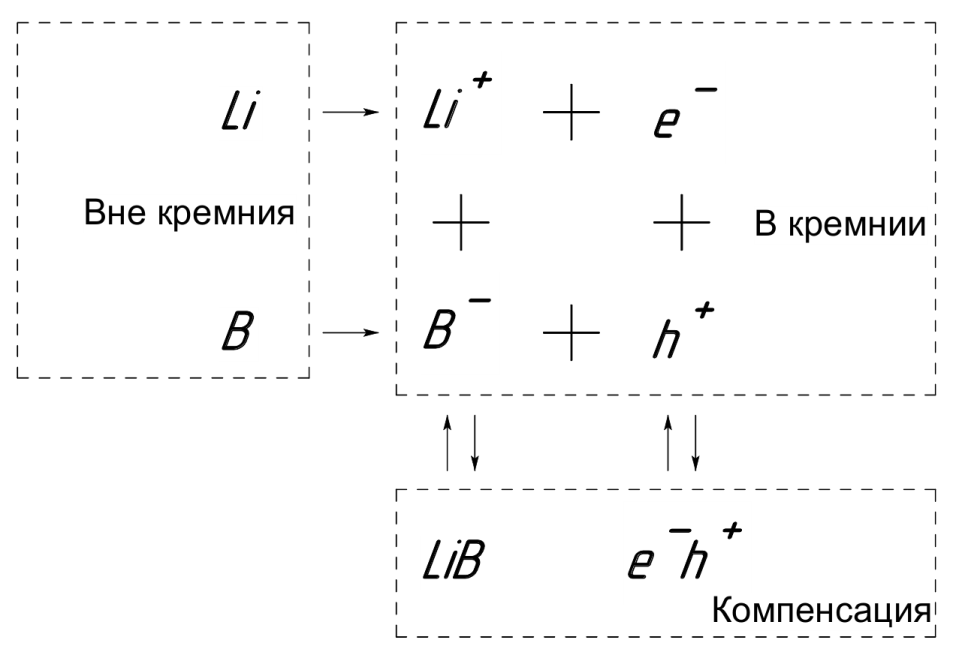 Li → Li⁺ + e⁻
Вне кремния + + В кремнии
B → B⁻ + h⁺
↑↓ ↑↓
LiB e⁻h⁺
Компенсация